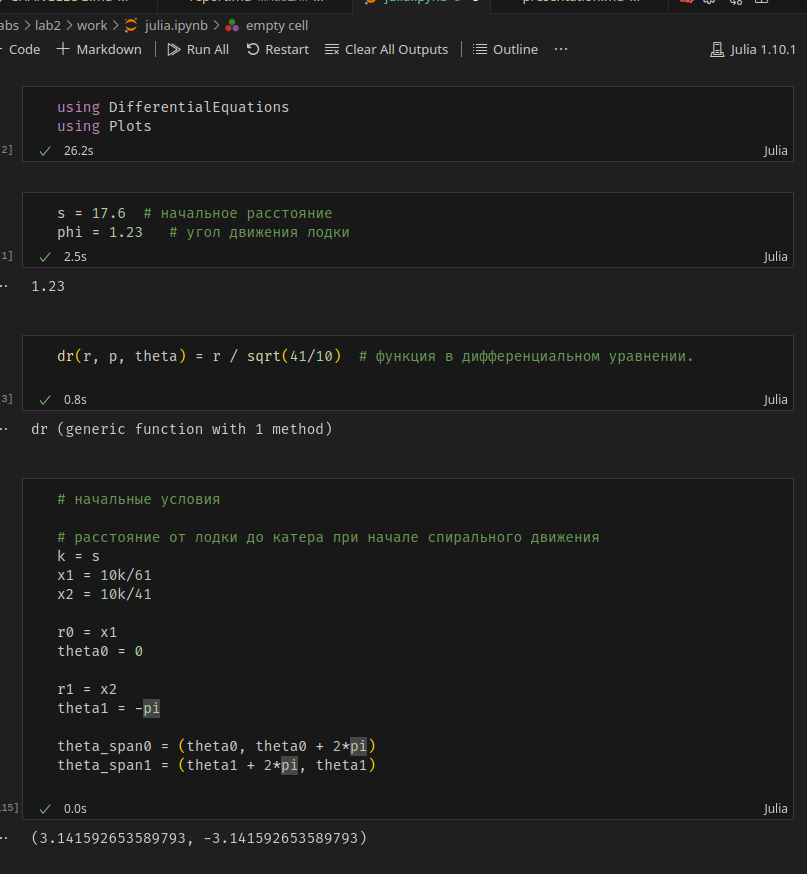 abs > lab2 > work > julia.ipynb > empty cell
Code + Markdown Run All Restart Clear All Outputs Outline ··· Julia 1.10.1
using DifferentialEquations
using Plots
2] ✓ 26.2s Julia
s = 17.6  # начальное расстояние
phi = 1.23   # угол движения лодки
1] ✓ 2.5s Julia
1.23
dr(r, p, theta) = r / sqrt(41/10)  # функция в дифференциальном уравнении.
3] ✓ 0.8s Julia
dr (generic function with 1 method)
# начальные условия
# расстояние от лодки до катера при начале спирального движения
k = s
x1 = 10k/61
x2 = 10k/41
r0 = x1
theta0 = 0
r1 = x2
theta1 = -pi
theta_span0 = (theta0, theta0 + 2*pi)
theta_span1 = (theta1 + 2*pi, theta1)
15] ✓ 0.0s Julia
(3.141592653589793, -3.141592653589793)